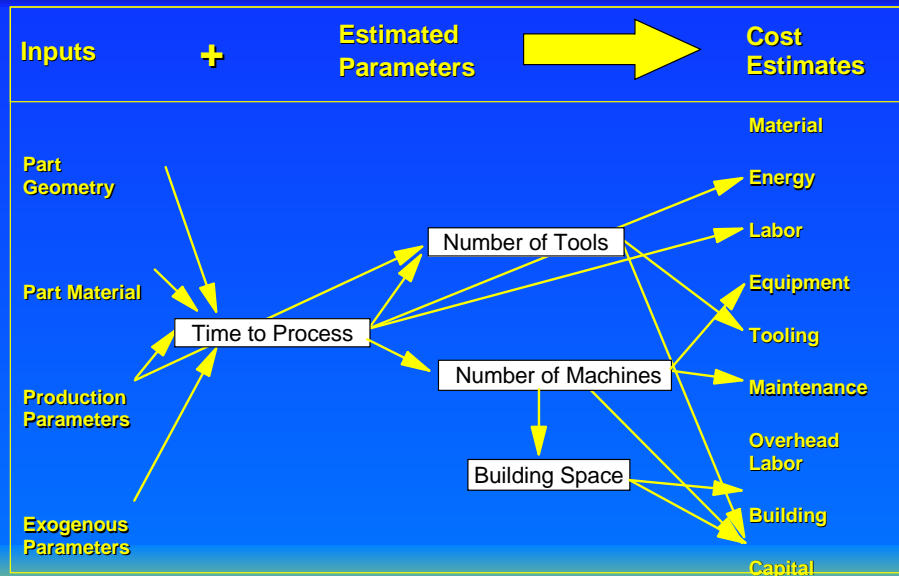 Inputs
+
Estimated
Parameters
Cost
Estimates
Part
Geometry
Part Material
Production
Parameters
Exogenous
Parameters
Time to Process
Number of Tools
Number of Machines
Building Space
Material
Energy
Labor
Equipment
Tooling
Maintenance
Overhead
Labor
Building
Capital